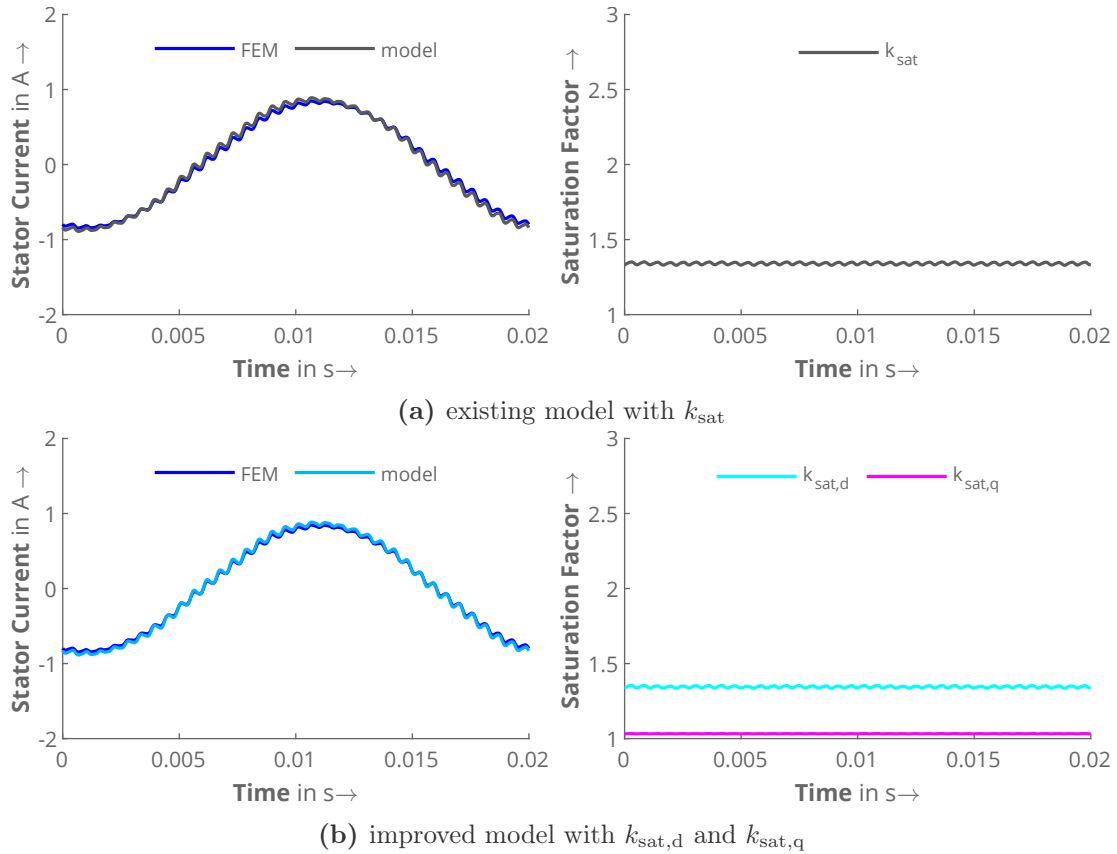 Stator Current in A →
2
1
0
-1
-2
FEM
model
0
0.005
0.01
0.015
0.02
Time in s→
Saturation Factor →
3
2.5
2
1.5
1
k_sat
0
0.005
0.01
0.015
0.02
Time in s→
(a) existing model with k_sat
Stator Current in A →
2
1
0
-1
-2
FEM
model
0
0.005
0.01
0.015
0.02
Time in s→
Saturation Factor →
3
2.5
2
1.5
1
k_sat,d
k_sat,q
0
0.005
0.01
0.015
0.02
Time in s→
(b) improved model with k_sat,d and k_sat,q